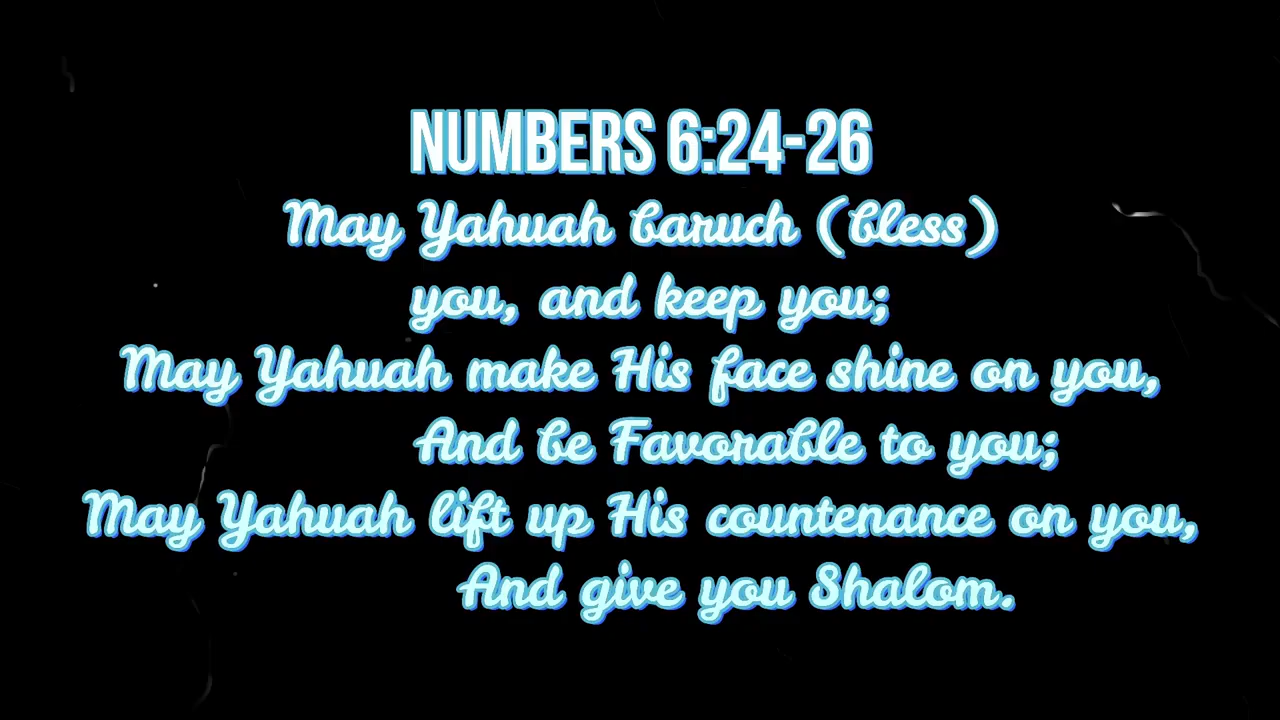 NUMBERS 6:24-26
May Yahuah baruch (bless)
you, and keep you;
May Yahuah make His face shine on you,
And be Favorable to you;
May Yahuah lift up His countenance on you,
And give you Shalom.